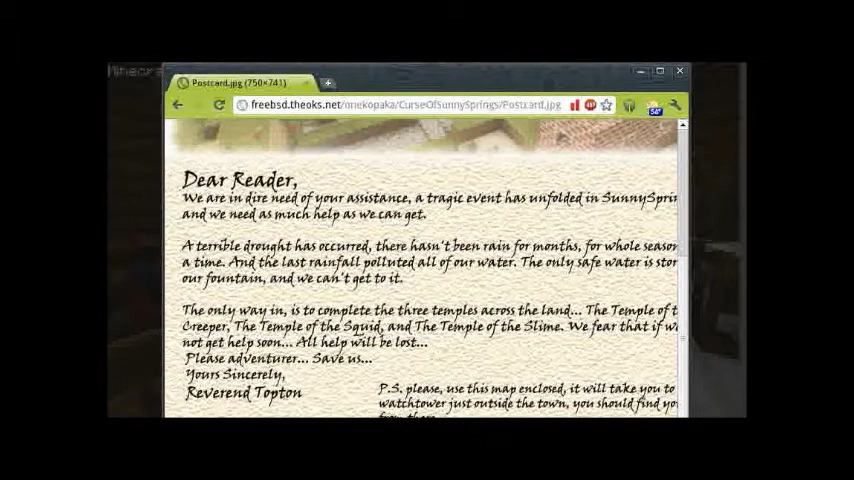 Minecra
Postcard.jpg (750×741)
freebsd.theoks.net/onekopaka/CurseOfSunnySprings/Postcard.jpg
56°
Dear Reader,
We are in dire need of your assistance, a tragic event has unfolded in SunnySprin
and we need as much help as we can get.
A terrible drought has occurred, there hasn't been rain for months, for whole season
a time. And the last rainfall polluted all of our water. The only safe water is stor
our fountain, and we can't get to it.
The only way in, is to complete the three temples across the land... The Temple of t
Creeper, The Temple of the Squid, and The Temple of the Slime. We fear that if w
not get help soon... All help will be lost...
Please adventurer... Save us...
Yours Sincerely,
Reverend Topton
P.S. please, use this map enclosed, it will take you to
watchtower just outside the town, you should find yo
from there